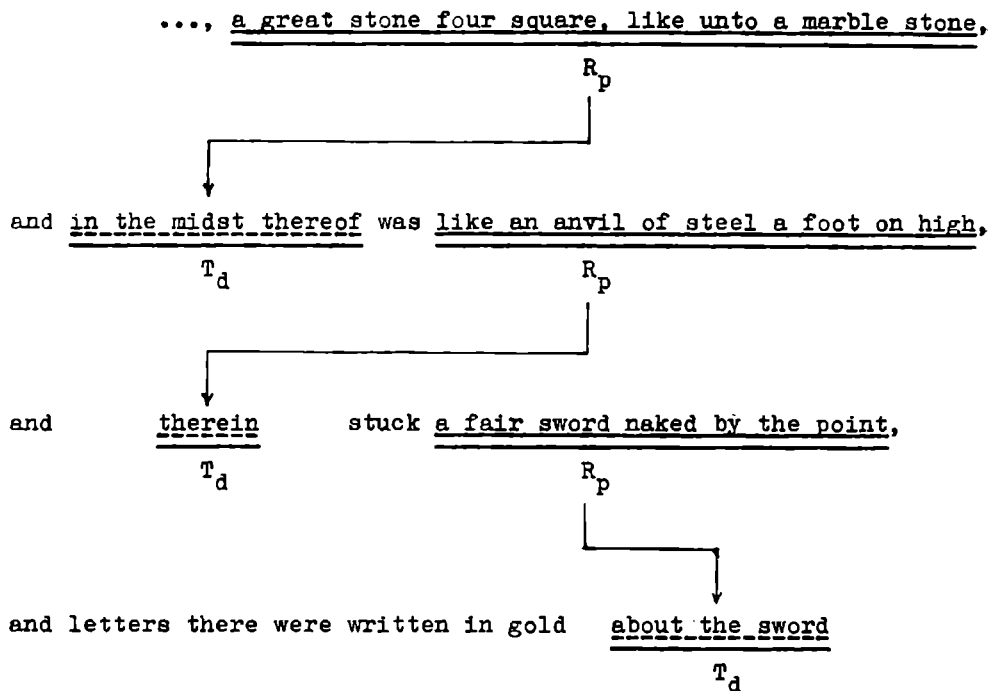 ..., a great stone four square, like unto a marble stone,
Rp
and in the midst thereof was like an anvil of steel a foot on high,
Td Rp
and therein stuck a fair sword naked by the point,
Td Rp
and letters there were written in gold about the sword
Td